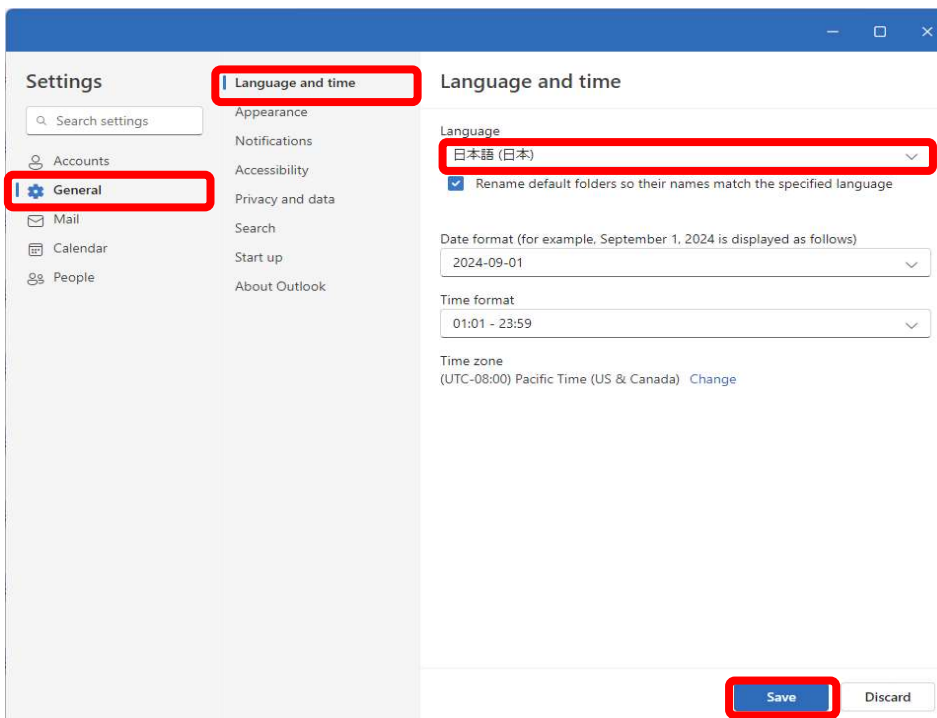 Settings
Search settings
Accounts
General
Mail
Calendar
People
Language and time
Appearance
Notifications
Accessibility
Privacy and data
Search
Start up
About Outlook
Language and time
Language
日本語 (日本)
Rename default folders so their names match the specified language
Date format (for example, September 1, 2024 is displayed as follows)
2024-09-01
Time format
01:01 - 23:59
Time zone
(UTC-08:00) Pacific Time (US & Canada) Change
Save Discard